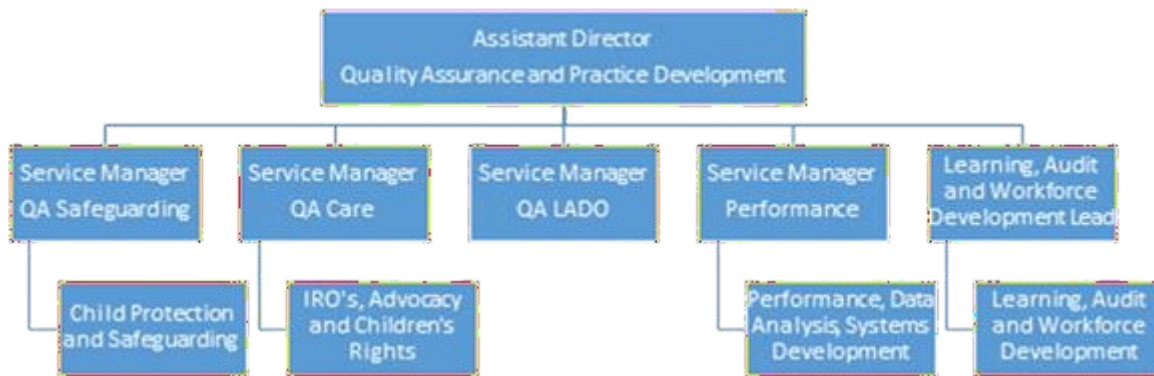 Assistant Director
Quality Assurance and Practice Development
Service Manager
QA Safeguarding
Service Manager
QA Care
Service Manager
QA LADO
Service Manager
Performance
Learning, Audit
and Workforce
Development Lead
Child Protection
and Safeguarding
IRO's, Advocacy
and Children's
Rights
Performance, Data
Analysis, Systems
Development
Learning, Audit
and Workforce
Development